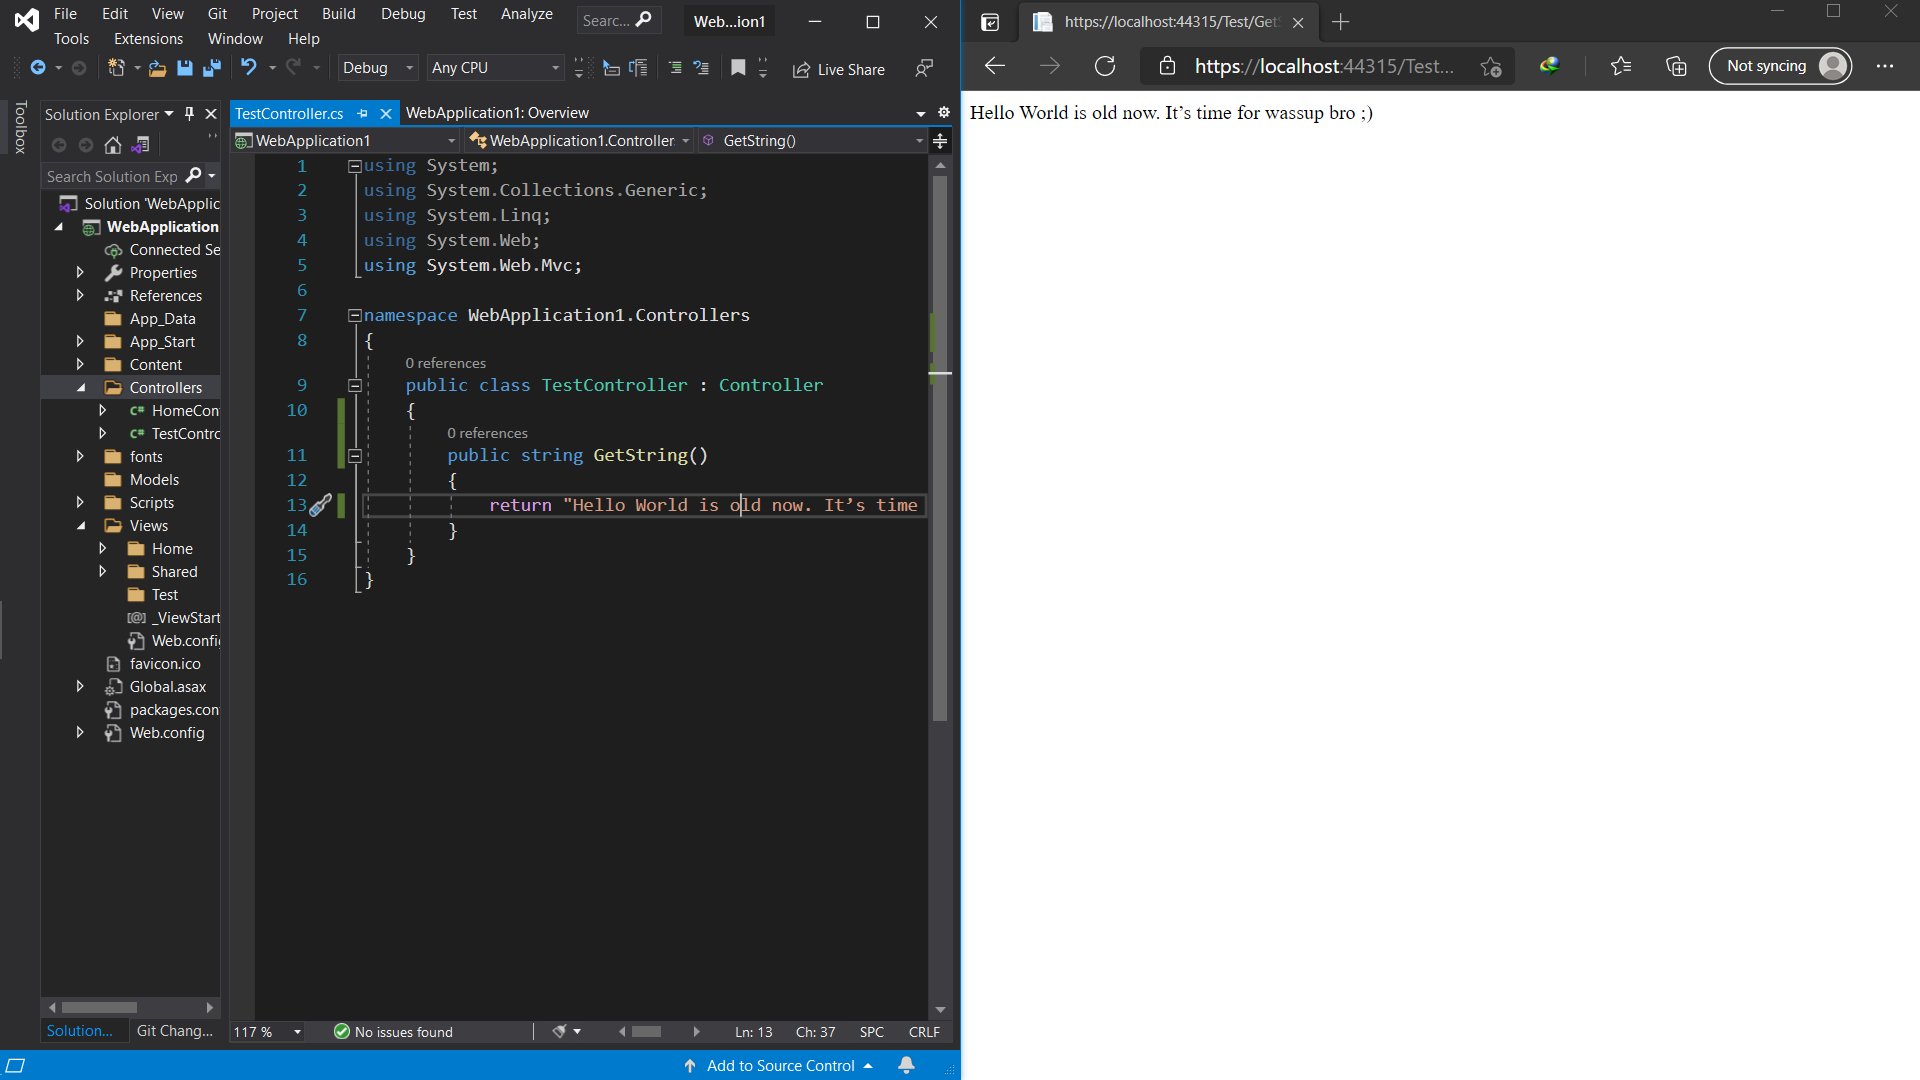 File Edit View Git Project Build Debug Test Analyze Searc... Web...ion1
Tools Extensions Window Help
Debug Any CPU Live Share
Toolbox
Solution Explorer
Search Solution Exp
Solution 'WebApplic
WebApplication
Connected Se
Properties
References
App_Data
App_Start
Content
Controllers
HomeCon
TestContro
fonts
Models
Scripts
Views
Home
Shared
Test
_ViewStart
Web.config
favicon.ico
Global.asax
packages.con
Web.config
Solution... Git Chang...
TestController.cs WebApplication1: Overview
WebApplication1 WebApplication1.Controller GetString()
1 using System;
2 using System.Collections.Generic;
3 using System.Linq;
4 using System.Web;
5 using System.Web.Mvc;
6
7 namespace WebApplication1.Controllers
8 {
0 references
9 public class TestController : Controller
10 {
0 references
11 public string GetString()
12 {
13 return "Hello World is old now. It’s time
14 }
15 }
16 }
117 % No issues found Ln: 13 Ch: 37 SPC CRLF
Add to Source Control
https://localhost:44315/Test/GetS
https://localhost:44315/Test... Not syncing
Hello World is old now. It’s time for wassup bro ;)